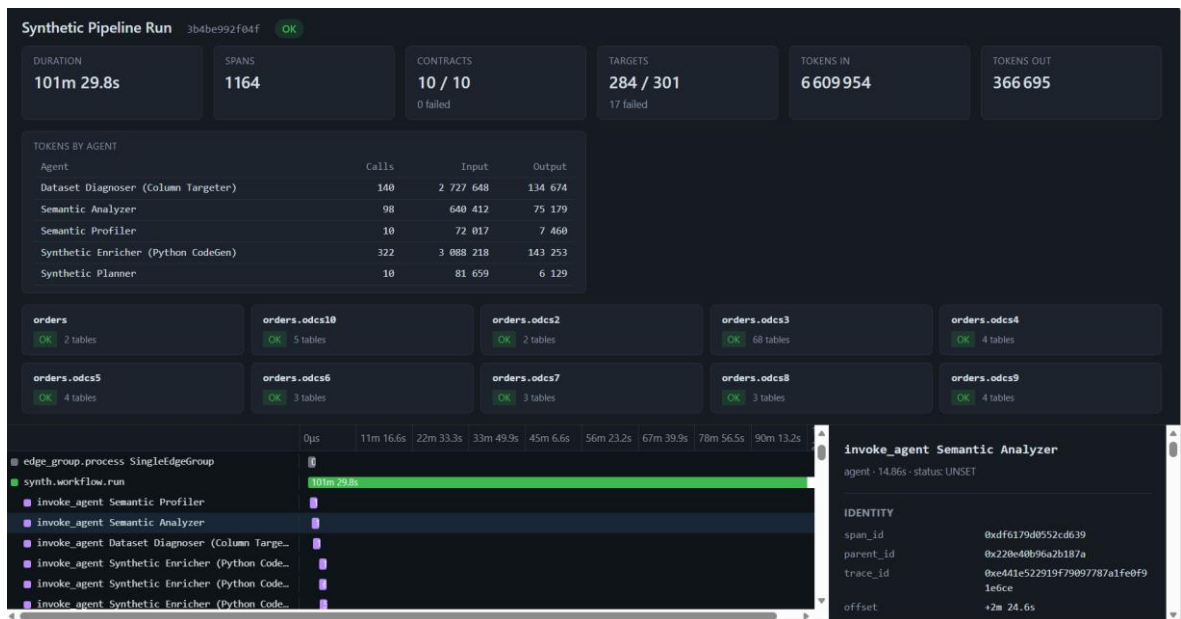 Synthetic Pipeline Run 3b4be992f04f OK
DURATION SPANS CONTRACTS TARGETS TOKENS IN TOKENS OUT
101m 29.8s 1164 10 / 10 284 / 301 6 609 954 366 695
0 failed 17 failed
TOKENS BY AGENT
Agent Calls Input Output
Dataset Diagnoser (Column Targeter) 140 2 727 648 134 674
Semantic Analyzer 98 640 412 75 179
Semantic Profiler 10 72 017 7 460
Synthetic Enricher (Python CodeGen) 322 3 088 218 143 253
Synthetic Planner 10 81 659 6 129
orders orders.odcs10 orders.odcs2 orders.odcs3 orders.odcs4
OK 2 tables OK 5 tables OK 2 tables OK 68 tables OK 4 tables
orders.odcs5 orders.odcs6 orders.odcs7 orders.odcs8 orders.odcs9
OK 4 tables OK 3 tables OK 3 tables OK 3 tables OK 4 tables
0μs 11m 16.6s 22m 33.3s 33m 49.9s 45m 6.6s 56m 23.2s 67m 39.9s 78m 56.5s 90m 13.2s
edge_group.process SingleEdgeGroup
synth.workflow.run 101m 29.8s
invoke_agent Semantic Profiler
invoke_agent Semantic Analyzer
invoke_agent Dataset Diagnoser (Column Targe…
invoke_agent Synthetic Enricher (Python Code…
invoke_agent Synthetic Enricher (Python Code…
invoke_agent Synthetic Enricher (Python Code…
invoke_agent Semantic Analyzer
agent · 14.86s · status: UNSET
IDENTITY
span_id 0xdf6179d0552cd639
parent_id 0x220e40b96a2b187a
trace_id 0xe441e522919f79097787a1fe0f9
1e6ce
offset +2m 24.6s